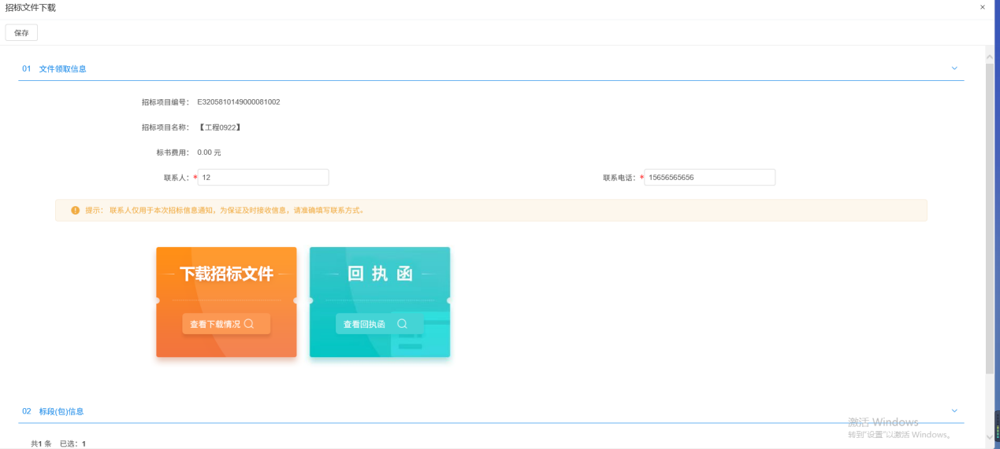 招标文件下载
×
保存
01 文件领取信息
招标项目编号： E3205810149000081002
招标项目名称： 【工程0922】
标书费用： 0.00 元
联系人： * 12 联系电话： * 15656565656
提示： 联系人仅用于本次招标信息通知，为保证及时接收信息，请准确填写联系方式。
下载招标文件 回 执 函
查看下载情况 查看回执函
02 标段(包)信息
激活 Windows
转到"设置"以激活 Windows。
共1 条 已选：1